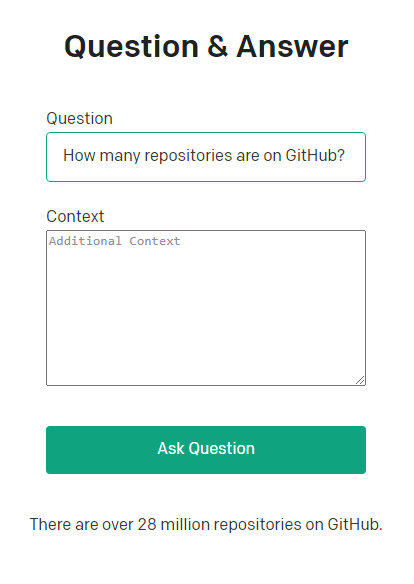 Question & Answer
Question
How many repositories are on GitHub?
Context
Additional Context
Ask Question
There are over 28 million repositories on GitHub.